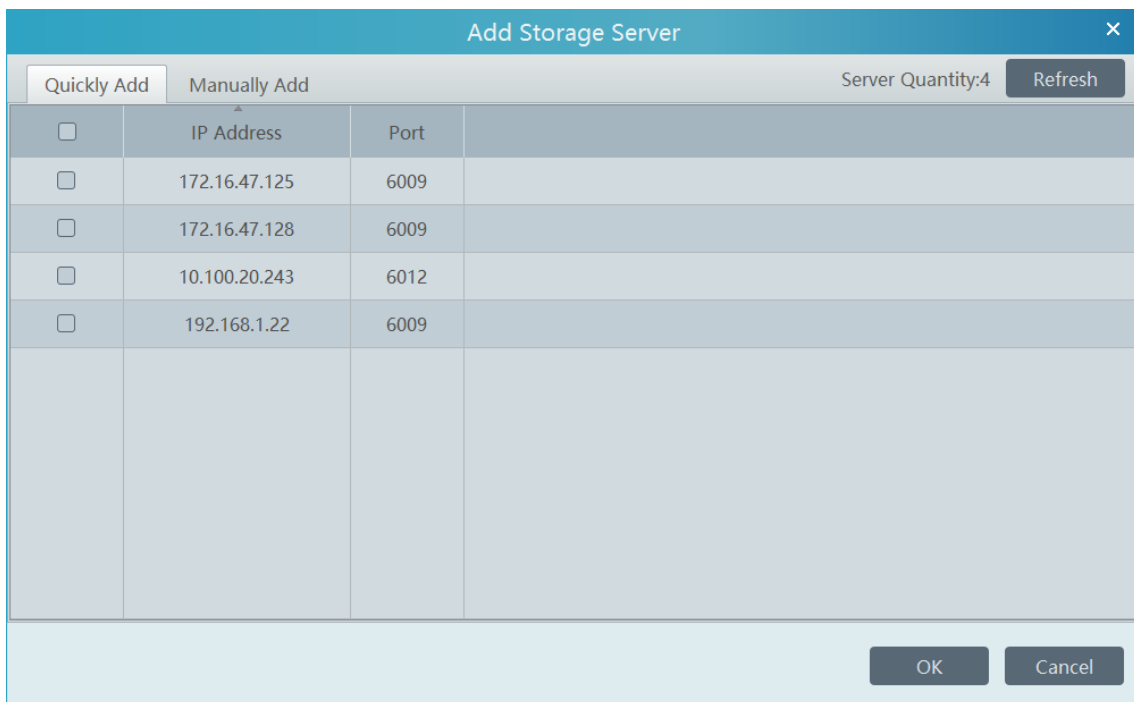 Add Storage Server
Quickly Add Manually Add Server Quantity:4 Refresh
IP Address Port
172.16.47.125 6009
172.16.47.128 6009
10.100.20.243 6012
192.168.1.22 6009
OK Cancel